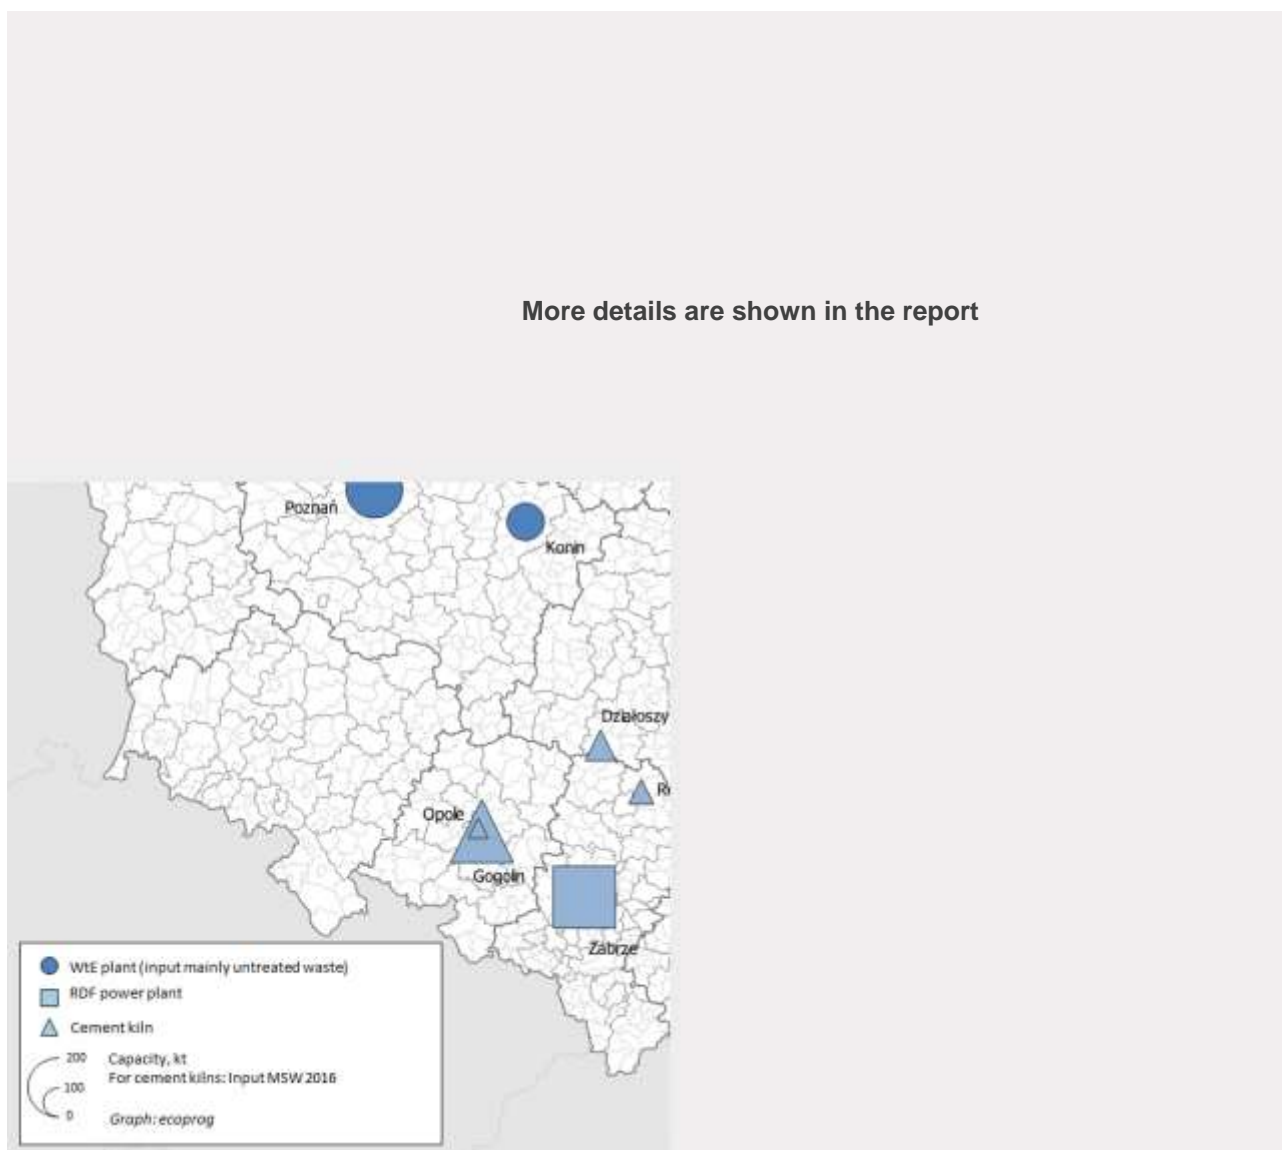 More details are shown in the report
Poznań
Konin
Działoszy
Opole
Gogolin
Zabrze
WtE plant (input mainly untreated waste)
RDF power plant
Cement kiln
200
100
0
Capacity, kt
For cement kilns: Input MSW 2016
Graph: ecoprog